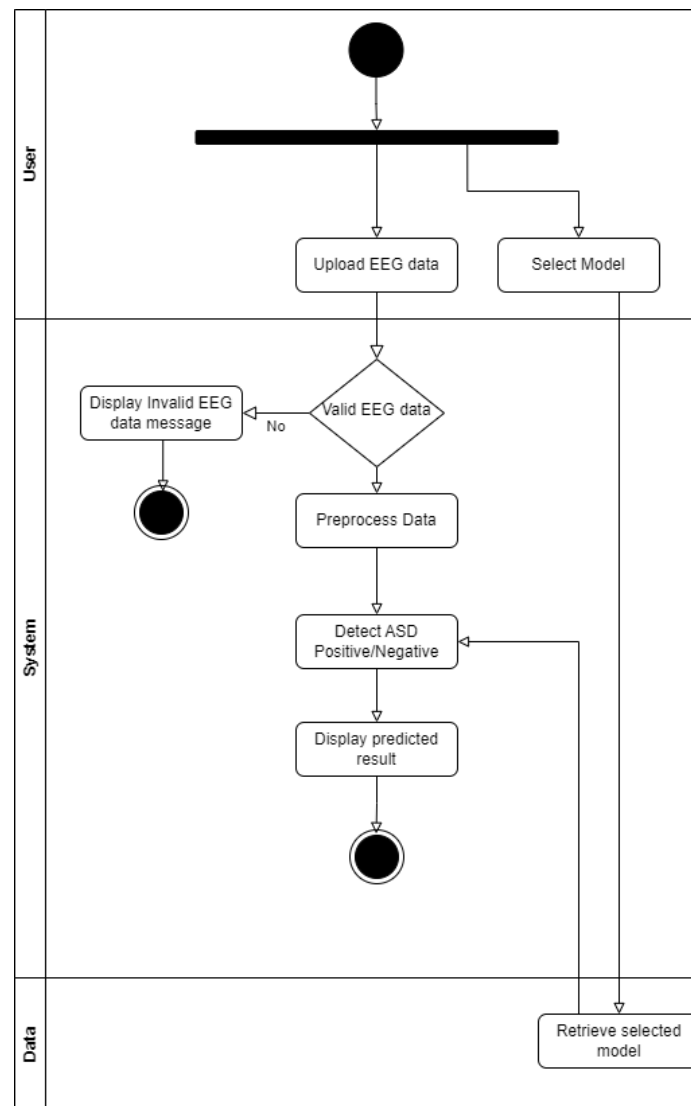 User
Upload EEG data
Select Model
System
Valid EEG data
Display Invalid EEG
data message
No
Preprocess Data
Detect ASD
Positive/Negative
Display predicted
result
Data
Retrieve selected
model